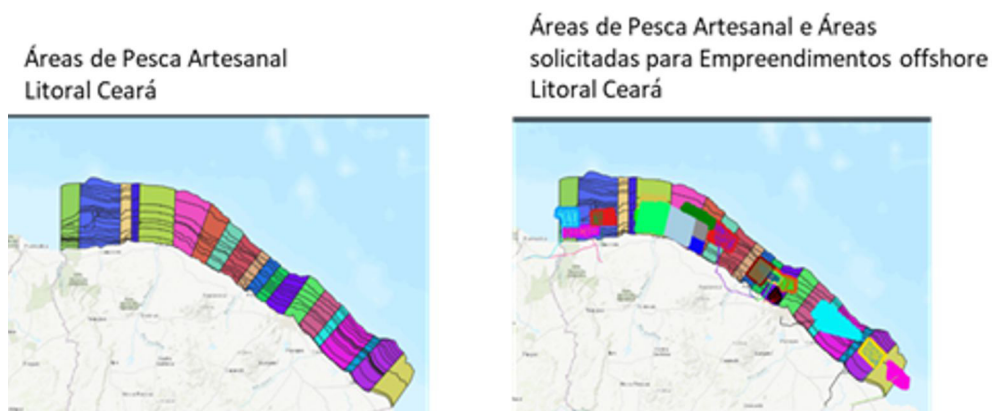 Áreas de Pesca Artesanal
Litoral Ceará
Áreas de Pesca Artesanal e Áreas
solicitadas para Empreendimentos offshore
Litoral Ceará